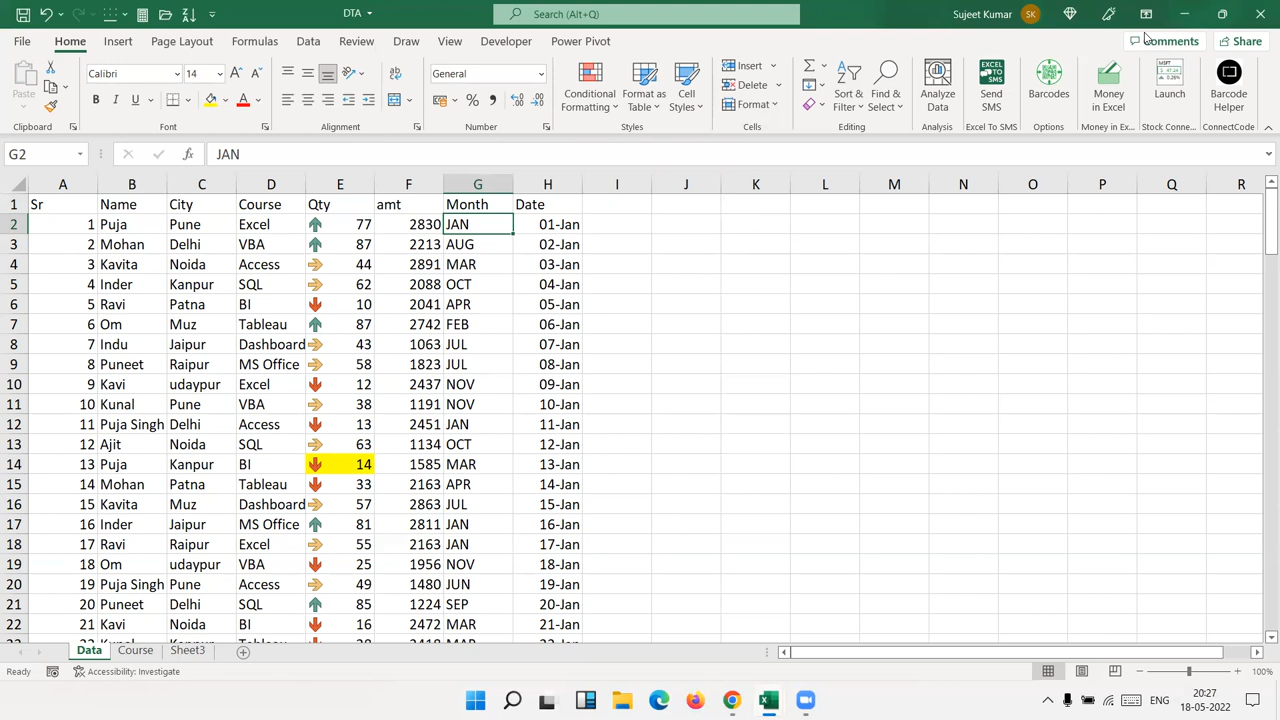 DTA
Search (Alt+Q)
Sujeet Kumar SK
File Home Insert Page Layout Formulas Data Review View Automate Developer Power Pivot
Comments Share
Paste
Calibri 14
General
Conditional Formatting
Format as Table
Cell Styles
Insert
Delete
Format
Sort & Filter
Find & Select
Analyze Data
Excel To SMS Send SMS
Barcodes
Money in Excel
MSFT Launch
Barcode Helper
Clipboard Font Alignment Number Styles Cells Editing Analysis Excel To SMS Options Money in Ex... Stock Conne... ConnectCode
G2 fx JAN
A B C D E F G H I J K L M N O P Q R
1 Sr Name City Course Qty amt Month Date
2 1 Puja Pune Excel 77 2830 JAN 01-Jan
3 2 Mohan Delhi VBA 87 2213 AUG 02-Jan
4 3 Kavita Noida Access 44 2891 MAR 03-Jan
5 4 Inder Kanpur SQL 62 2088 OCT 04-Jan
6 5 Ravi Patna BI 10 2041 APR 05-Jan
7 6 Om Muz Tableau 87 2742 FEB 06-Jan
8 7 Indu Jaipur Dashboard 43 1063 JUL 07-Jan
9 8 Puneet Raipur MS Office 58 1823 JUL 08-Jan
10 9 Kavi udaypur Excel 12 2437 NOV 09-Jan
11 10 Kunal Pune VBA 38 1191 NOV 10-Jan
12 11 Puja Singh Delhi Access 13 2451 JAN 11-Jan
13 12 Ajit Noida SQL 63 1134 OCT 12-Jan
14 13 Puja Kanpur BI 14 1585 MAR 13-Jan
15 14 Mohan Patna Tableau 33 2163 APR 14-Jan
16 15 Kavita Muz Dashboard 57 2863 JUL 15-Jan
17 16 Inder Jaipur MS Office 81 2811 JAN 16-Jan
18 17 Ravi Raipur Excel 55 2163 JAN 17-Jan
19 18 Om udaypur VBA 25 1956 NOV 18-Jan
20 19 Puja Singh Pune Access 49 1480 JUN 19-Jan
21 20 Puneet Delhi SQL 85 1224 SEP 20-Jan
22 21 Kavi Noida BI 16 2472 MAR 21-Jan
Data Course Sheet3
Ready Accessibility: Investigate 100%
ENG 20:27
18-05-2022